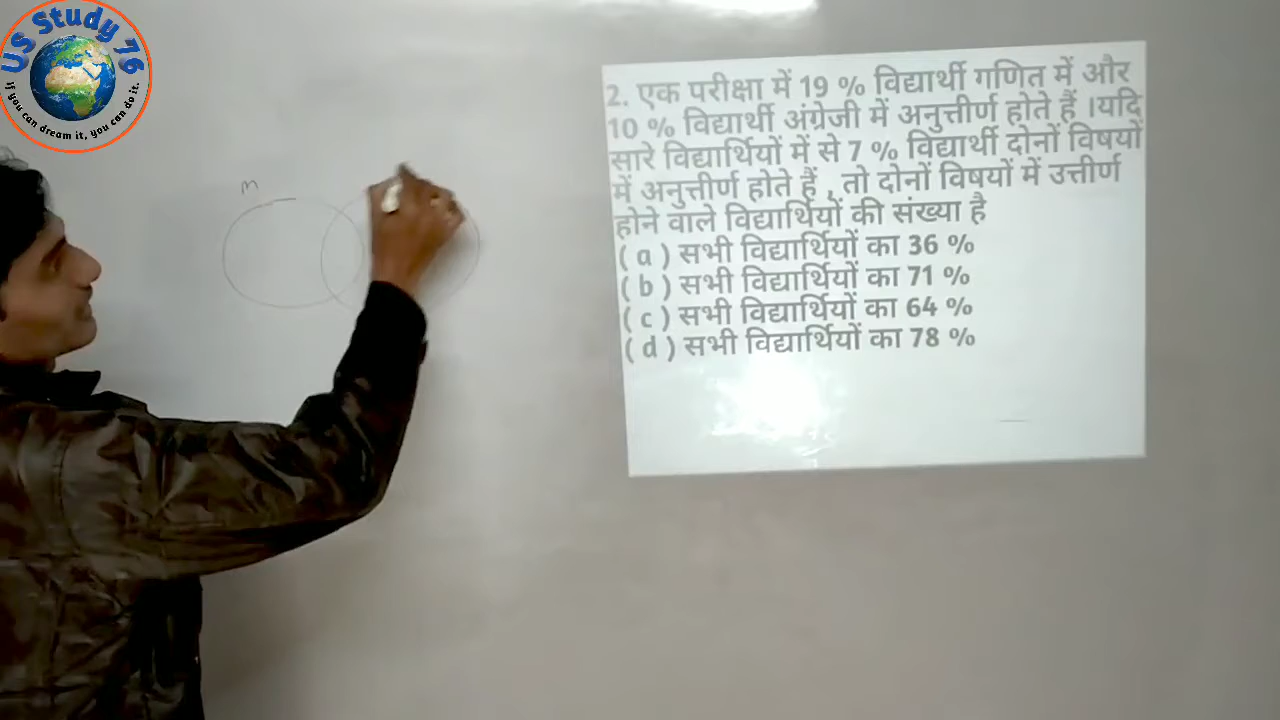 US Study 76
If you can dream it, you can do it.
m
2. एक परीक्षा में 19 % विद्यार्थी गणित में और
10 % विद्यार्थी अंग्रेजी में अनुत्तीर्ण होते हैं ।यदि
सारे विद्यार्थियों में से 7 % विद्यार्थी दोनों विषयों
में अनुत्तीर्ण होते हैं , तो दोनों विषयों में उत्तीर्ण
होने वाले विद्यार्थियों की संख्या है
( a ) सभी विद्यार्थियों का 36 %
( b ) सभी विद्यार्थियों का 71 %
( c ) सभी विद्यार्थियों का 64 %
( d ) सभी विद्यार्थियों का 78 %